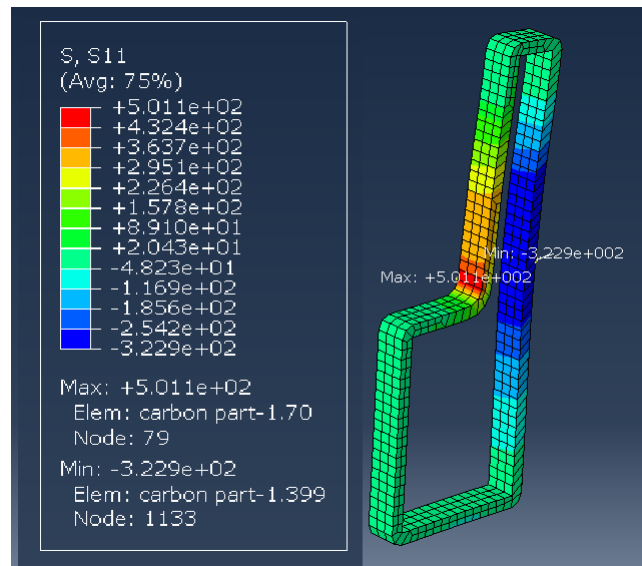 S, S11
(Avg: 75%)
+5.011e+02
+4.324e+02
+3.637e+02
+2.951e+02
+2.264e+02
+1.578e+02
+8.910e+01
+2.043e+01
-4.823e+01
-1.169e+02
-1.856e+02
-2.542e+02
-3.229e+02
Max: +5.011e+02
Elem: carbon part-1.70
Node: 79
Min: -3.229e+02
Elem: carbon part-1.399
Node: 1133
Min: -3.229e+002
Max: +5.011e+002